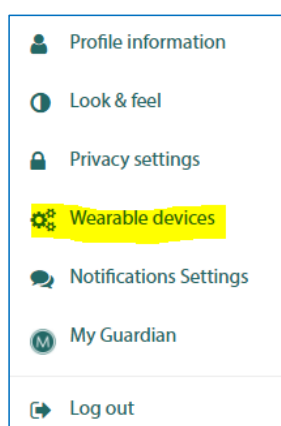 Profile information
Look & feel
Privacy settings
Wearable devices
Notifications Settings
M My Guardian
Log out